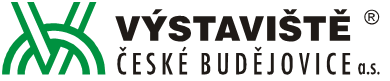 VÝSTAVIŠTĚ ®
ČESKÉ BUDĚJOVICE a.s.